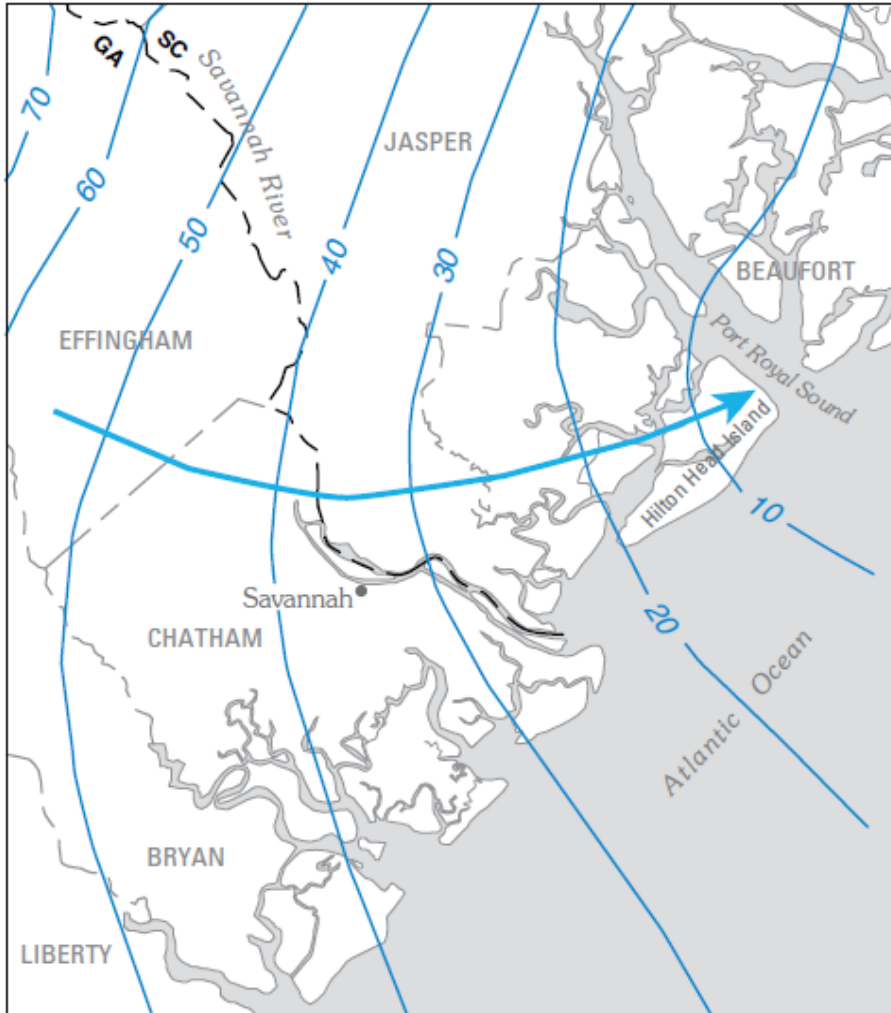 GA
SC
Savannah River
70
60
50
40
30
JASPER
BEAUFORT
EFFINGHAM
Port Royal Sound
Hilton Head Island
10
Savannah
20
CHATHAM
Atlantic Ocean
BRYAN
LIBERTY